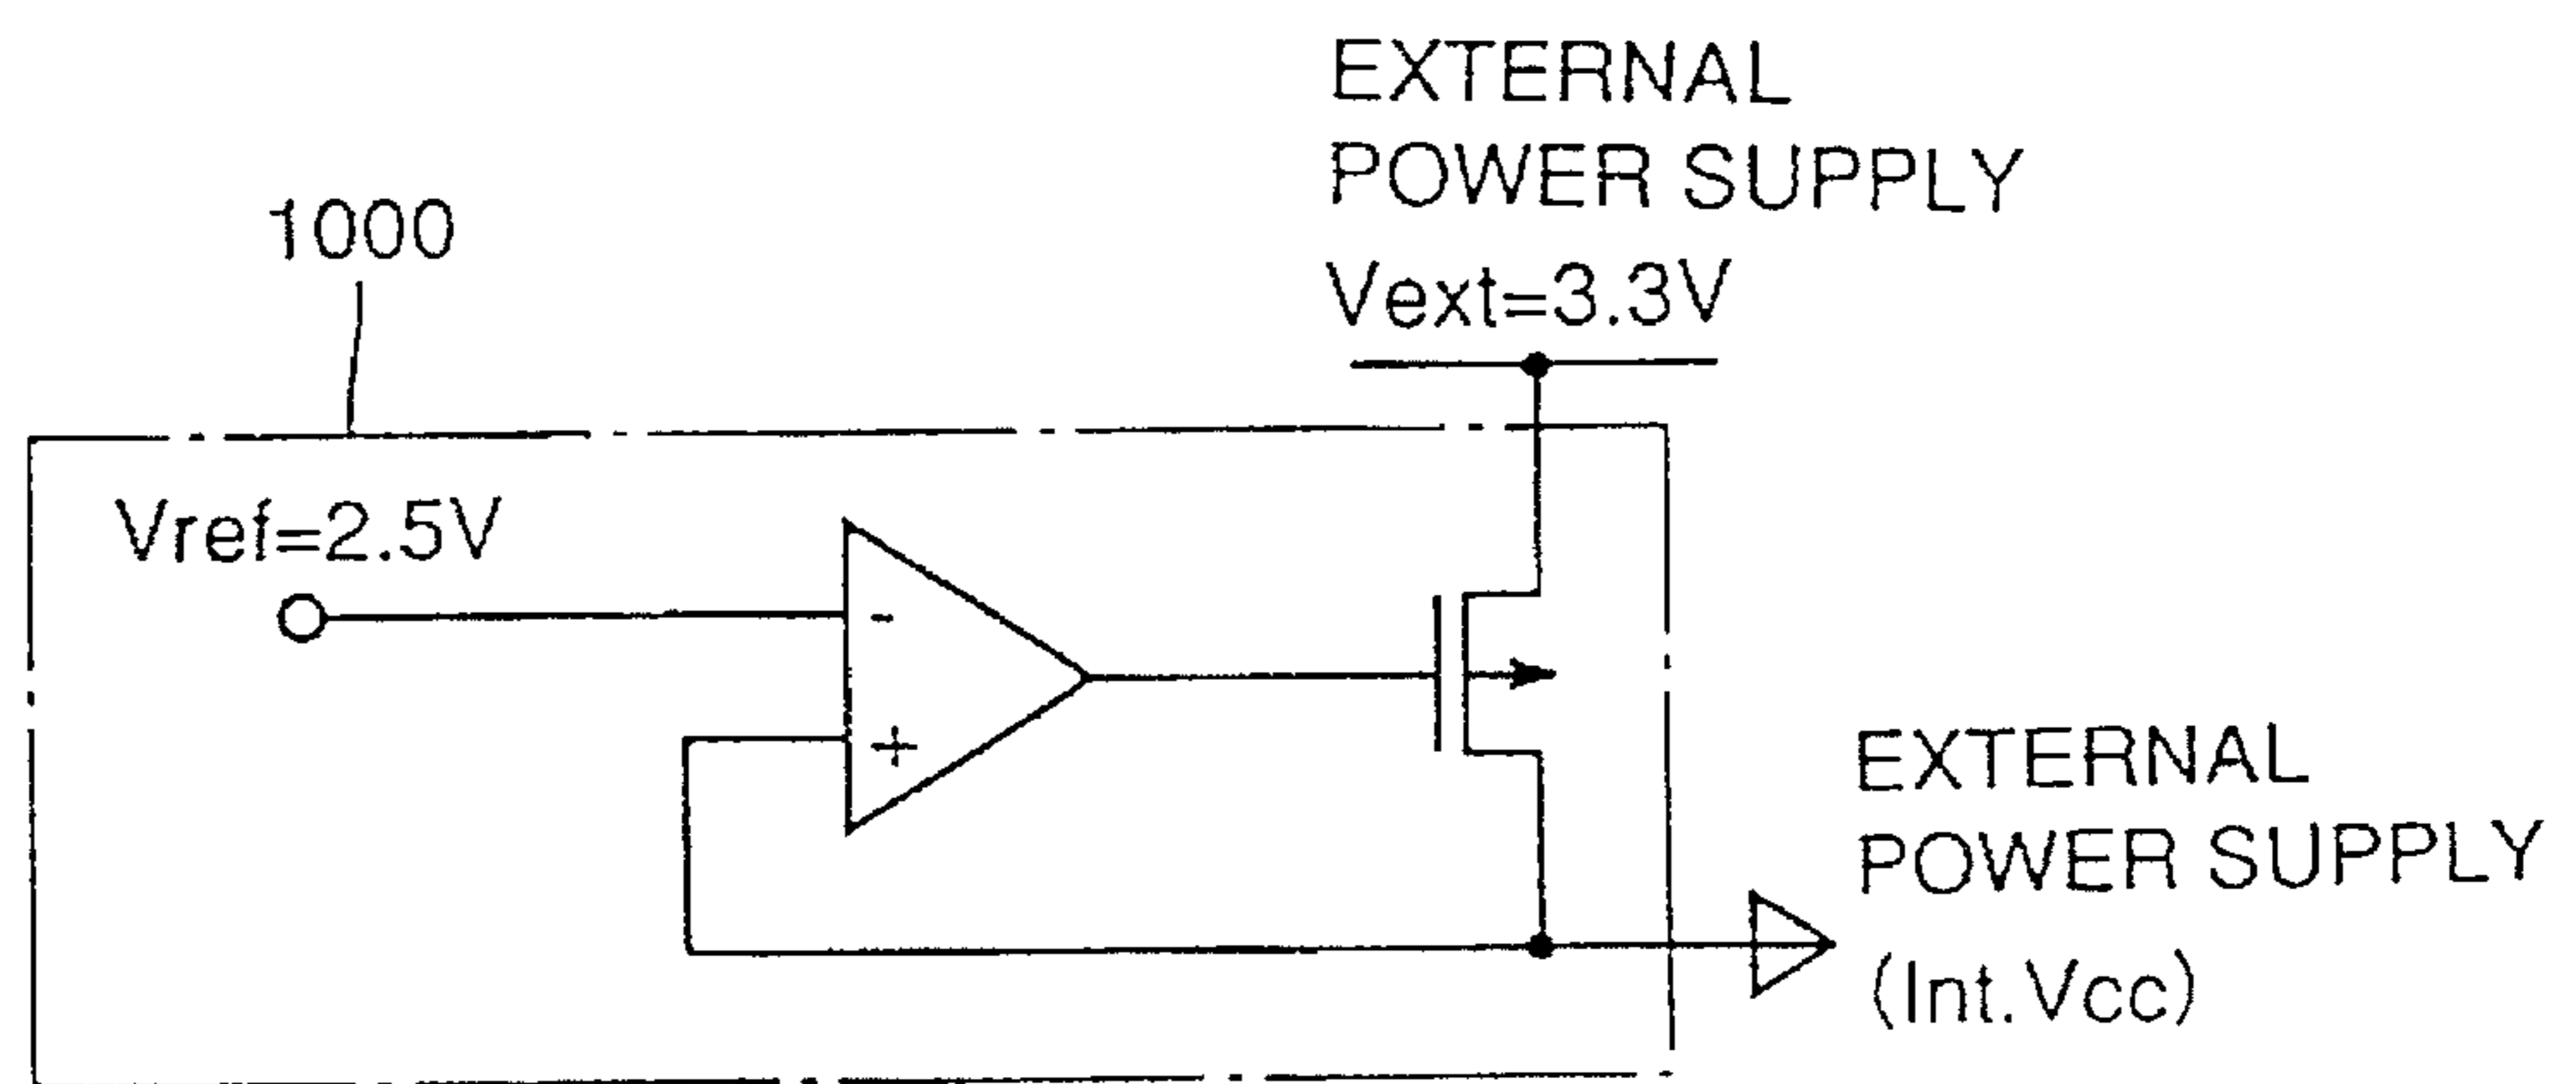 EXTERNAL
POWER SUPPLY
Vext=3.3V
1000
Vref=2.5V
-
+
EXTERNAL
POWER SUPPLY
(Int.Vcc)